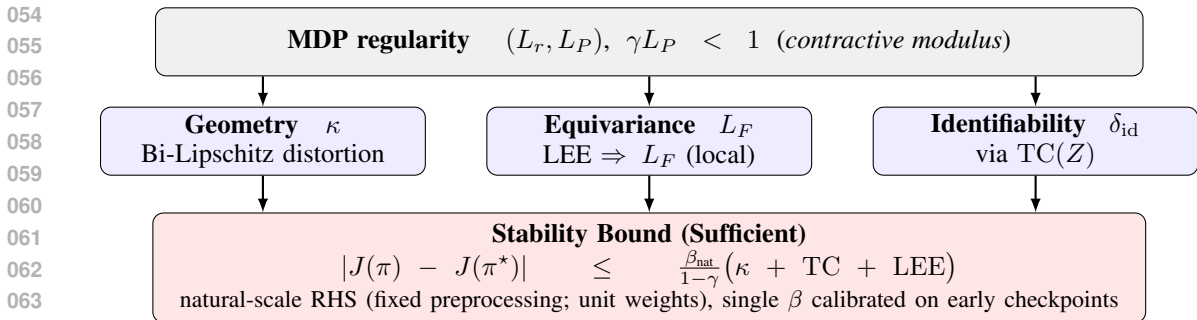 054
055
056
057
058
059
060
061
062
063
MDP regularity (L_r, L_P), γL_P < 1 (contractive modulus)
Geometry κ
Bi-Lipschitz distortion
Equivariance L_F
LEE ⇒ L_F (local)
Identifiability δ_id
via TC(Z)
Stability Bound (Sufficient)
|J(π) − J(π⋆)| ≤ β_nat/(1−γ) (κ + TC + LEE)
natural-scale RHS (fixed preprocessing; unit weights), single β calibrated on early checkpoints